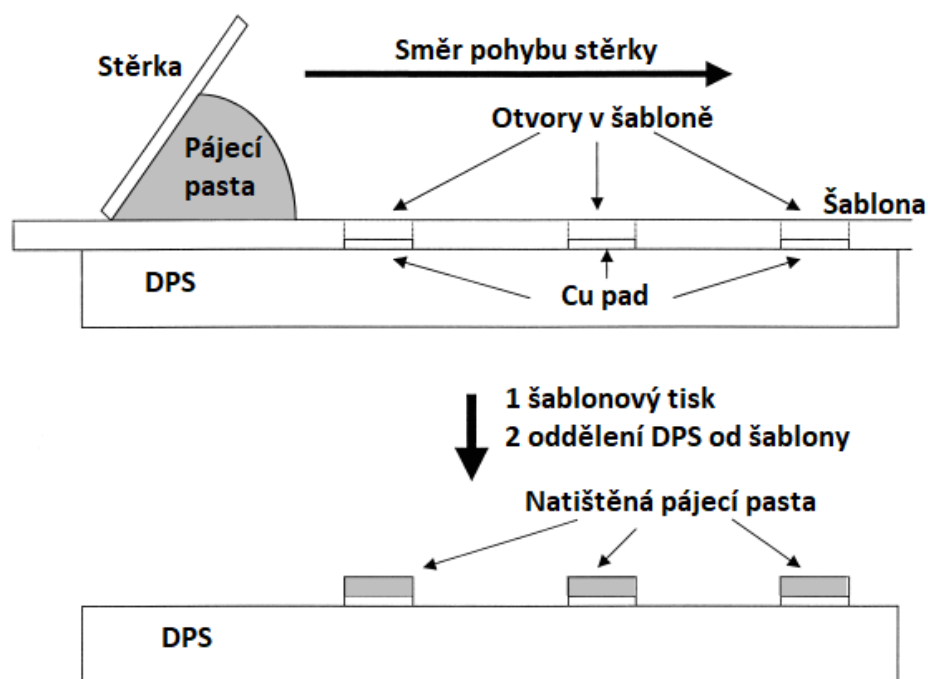 Směr pohybu stěrky
Stěrka
Otvory v šabloně
Pájecí
pasta
Šablona
DPS
Cu pad
1 šablonový tisk
2 oddělení DPS od šablony
Natištěná pájecí pasta
DPS